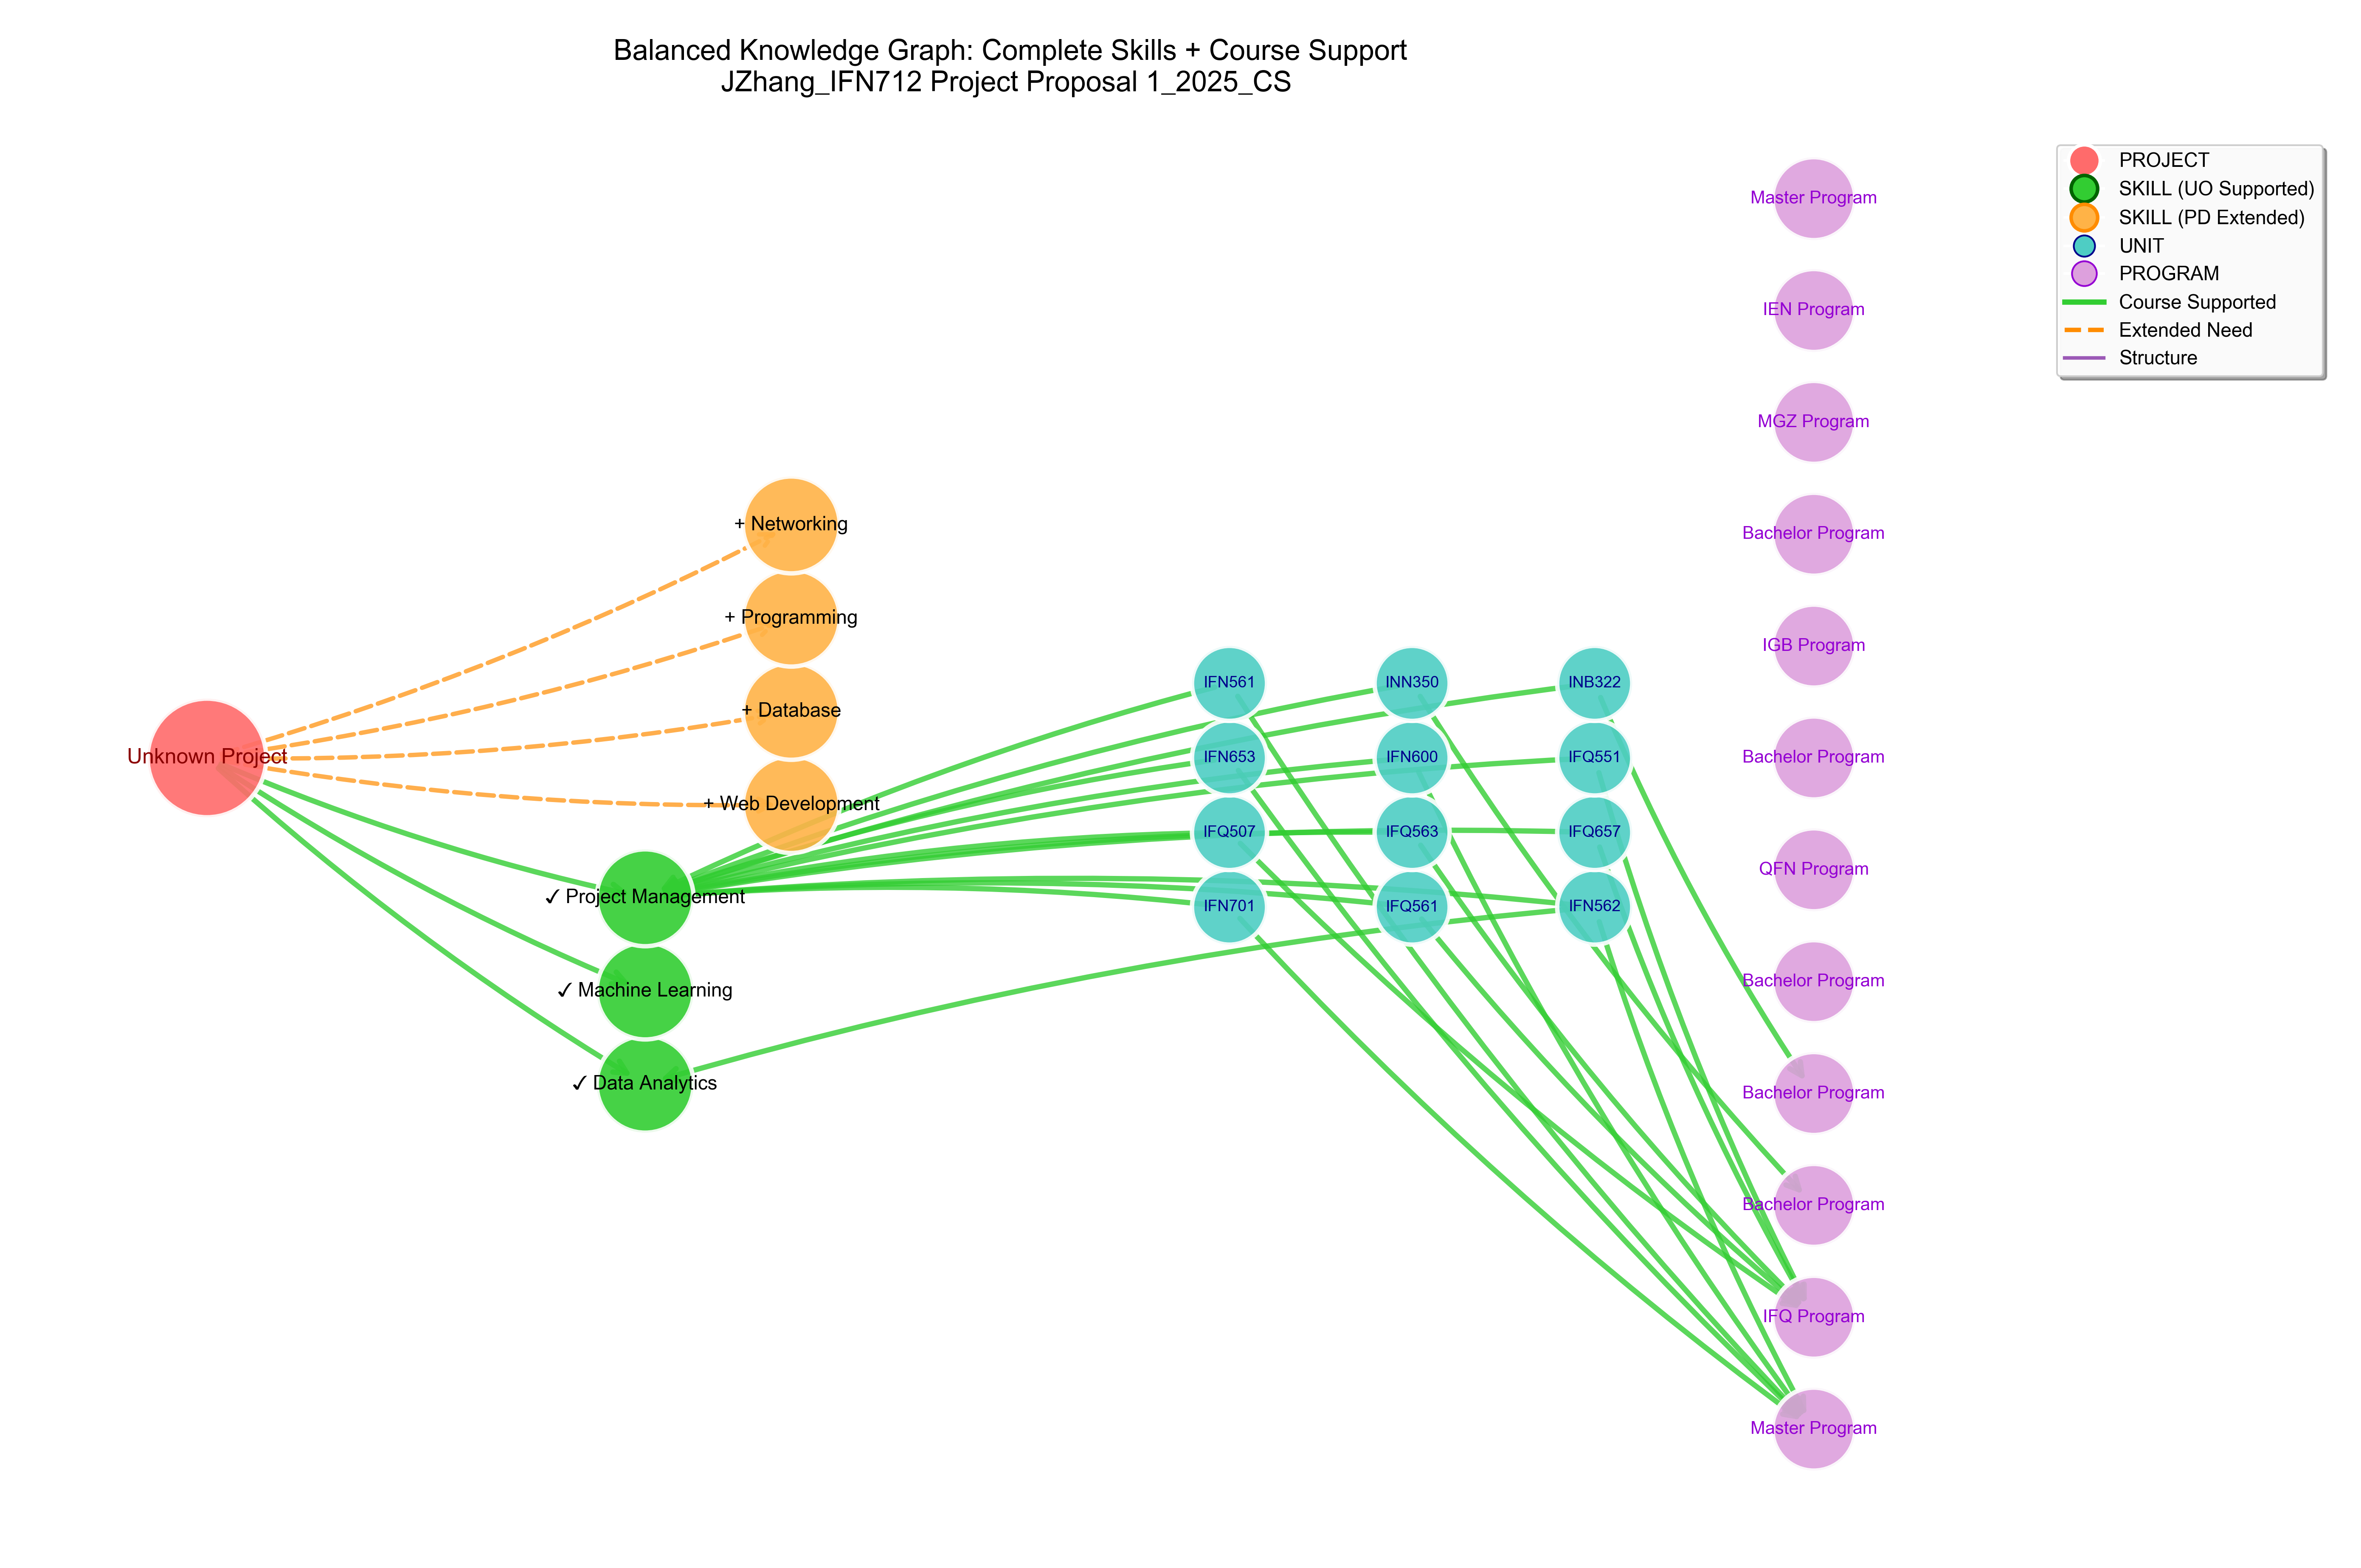 Balanced Knowledge Graph: Complete Skills + Course Support
JZhang_IFN712 Project Proposal 1_2025_CS
PROJECT
SKILL (UO Supported)
SKILL (PD Extended)
UNIT
PROGRAM
Course Supported
Extended Need
Structure
Unknown Project
+ Networking
+ Programming
+ Database
+ Web Development
✓ Project Management
✓ Machine Learning
✓ Data Analytics
IFN561
INN350
INB322
IFN653
IFN600
IFQ551
IFQ507
IFQ563
IFQ657
IFN701
IFQ561
IFN562
Master Program
IEN Program
MGZ Program
Bachelor Program
IGB Program
Bachelor Program
QFN Program
Bachelor Program
Bachelor Program
Bachelor Program
IFQ Program
Master Program